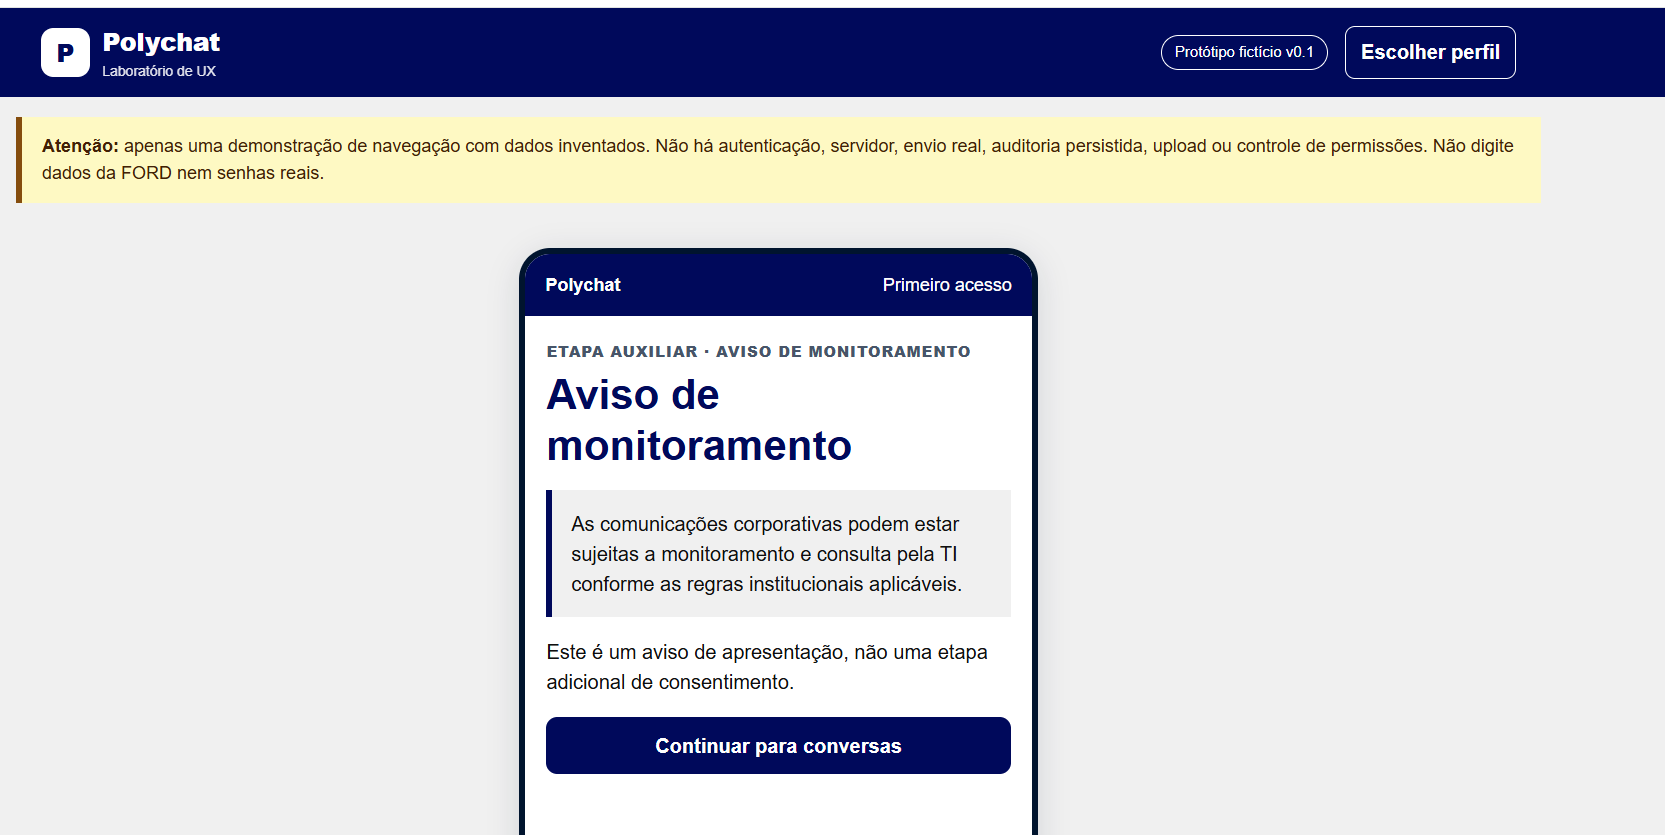 P
Polychat
Laboratório de UX
Protótipo fictício v0.1
Escolher perfil
Atenção: apenas uma demonstração de navegação com dados inventados. Não há autenticação, servidor, envio real, auditoria persistida, upload ou controle de permissões. Não digite
dados da FORD nem senhas reais.
Polychat
Primeiro acesso
ETAPA AUXILIAR · AVISO DE MONITORAMENTO
Aviso de
monitoramento
As comunicações corporativas podem estar
sujeitas a monitoramento e consulta pela TI
conforme as regras institucionais aplicáveis.
Este é um aviso de apresentação, não uma etapa
adicional de consentimento.
Continuar para conversas